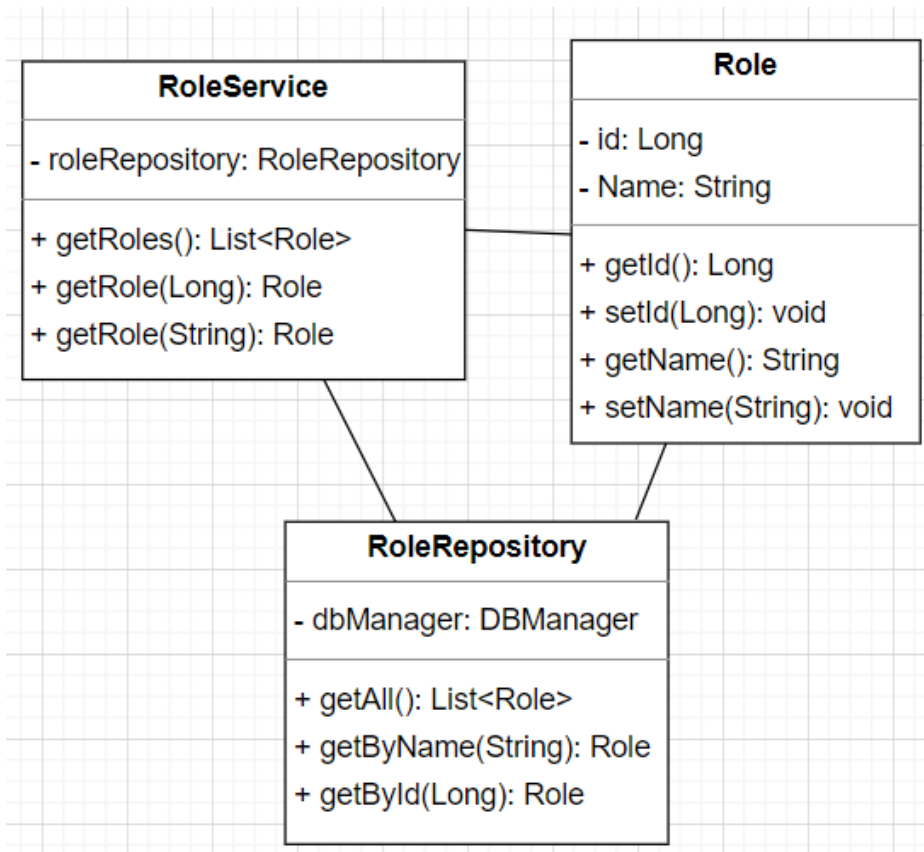 RoleService
- roleRepository: RoleRepository
+ getRoles(): List<Role>
+ getRole(Long): Role
+ getRole(String): Role
Role
- id: Long
- Name: String
+ getId(): Long
+ setId(Long): void
+ getName(): String
+ setName(String): void
RoleRepository
- dbManager: DBManager
+ getAll(): List<Role>
+ getByName(String): Role
+ getById(Long): Role